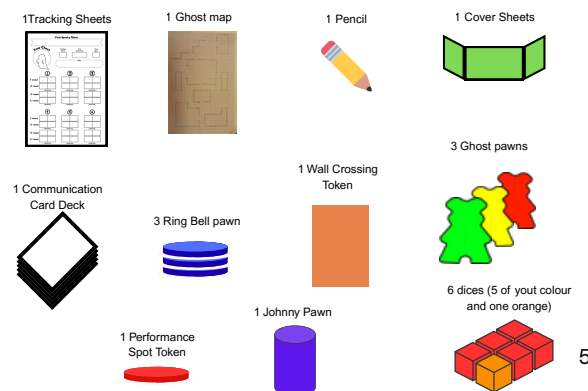 1Tracking Sheets
1 Ghost map
1 Pencil
1 Cover Sheets
1 Communication
Card Deck
3 Ring Bell pawn
1 Wall Crossing
Token
3 Ghost pawns
1 Performance
Spot Token
1 Johnny Pawn
6 dices (5 of yout colour
and one orange)
5